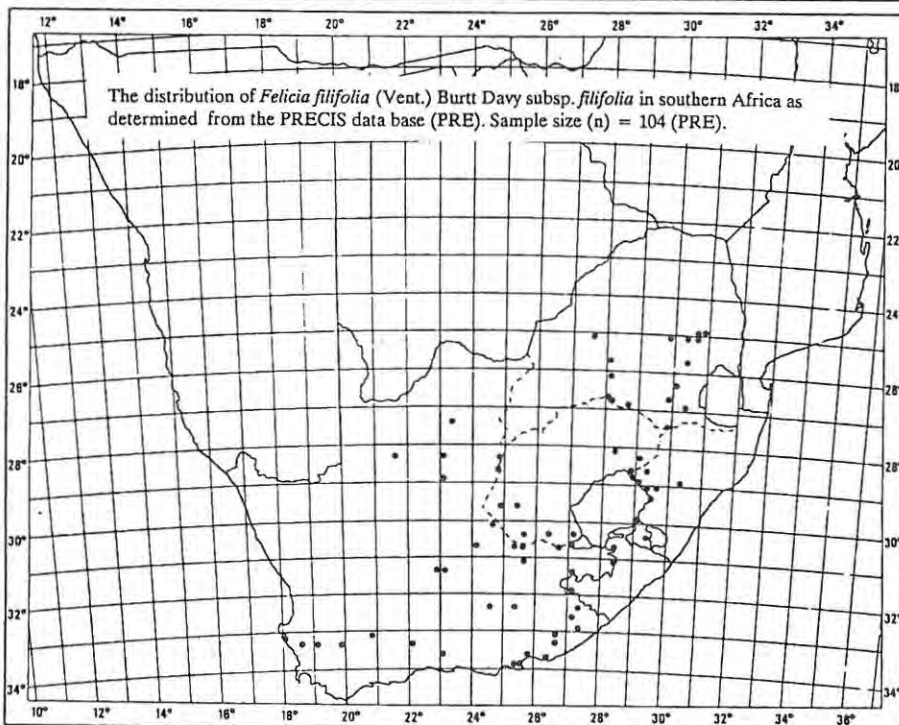 12° 14° 16° 18° 20° 22° 24° 26° 28° 30° 32° 34°
18° 18°
The distribution of Felicia filifolia (Vent.) Burtt Davy subsp. filifolia in southern Africa as
determined from the PRECIS data base (PRE). Sample size (n) = 104 (PRE).
20° 20°
22° 22°
24° 24°
26° 26°
28° 28°
30° 30°
32° 32°
34° 34°
10° 12° 14° 16° 18° 20° 22° 24° 26° 28° 30° 32° 34° 36°